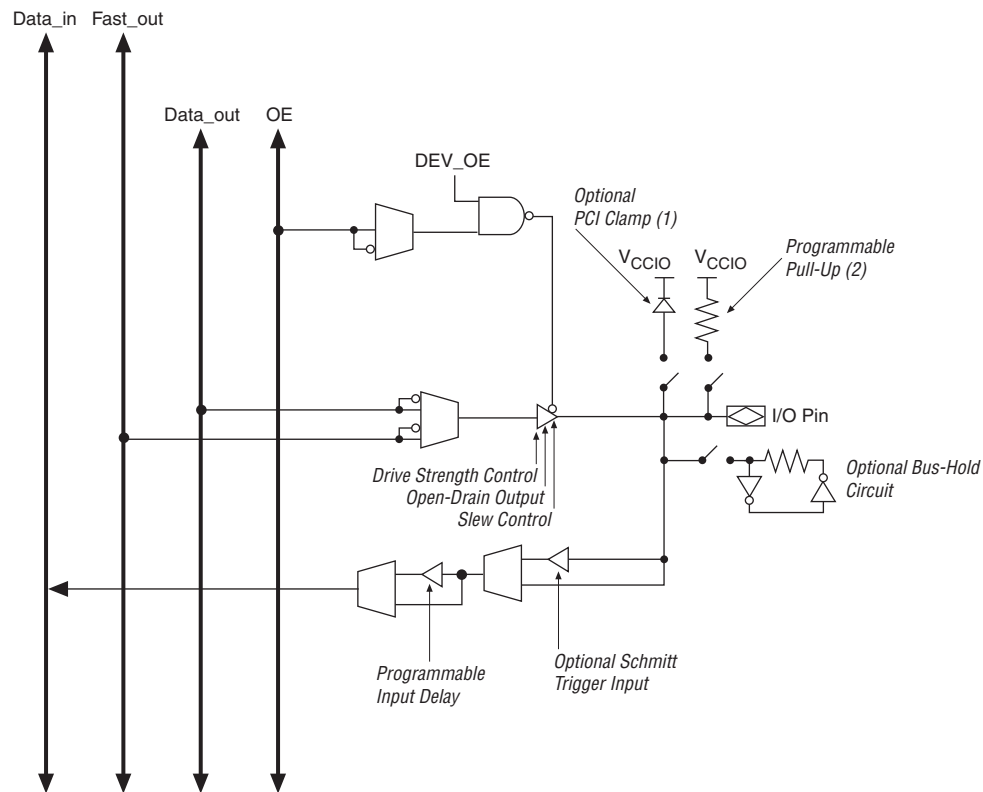 Data_in Fast_out
Data_out OE
DEV_OE
Optional
PCI Clamp (1)
VCCIO VCCIO
Programmable
Pull-Up (2)
I/O Pin
Drive Strength Control
Open-Drain Output
Slew Control
Optional Bus-Hold
Circuit
Programmable
Input Delay
Optional Schmitt
Trigger Input